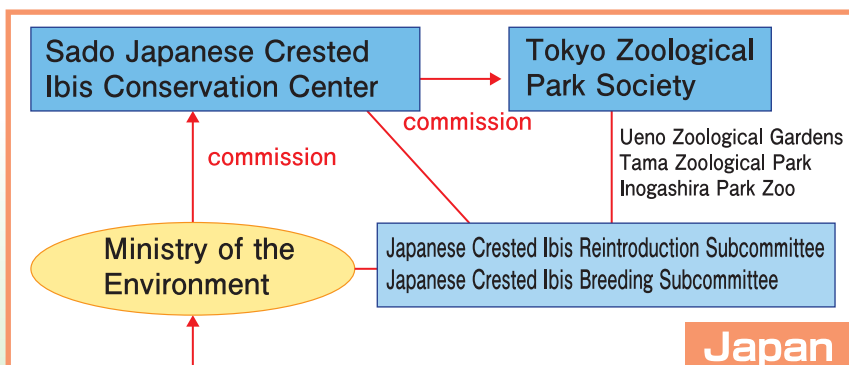 Sado Japanese Crested
Ibis Conservation Center
Tokyo Zoological
Park Society
commission
commission
Ueno Zoological Gardens
Tama Zoological Park
Inogashira Park Zoo
Ministry of the
Environment
Japanese Crested Ibis Reintroduction Subcommittee
Japanese Crested Ibis Breeding Subcommittee
Japan